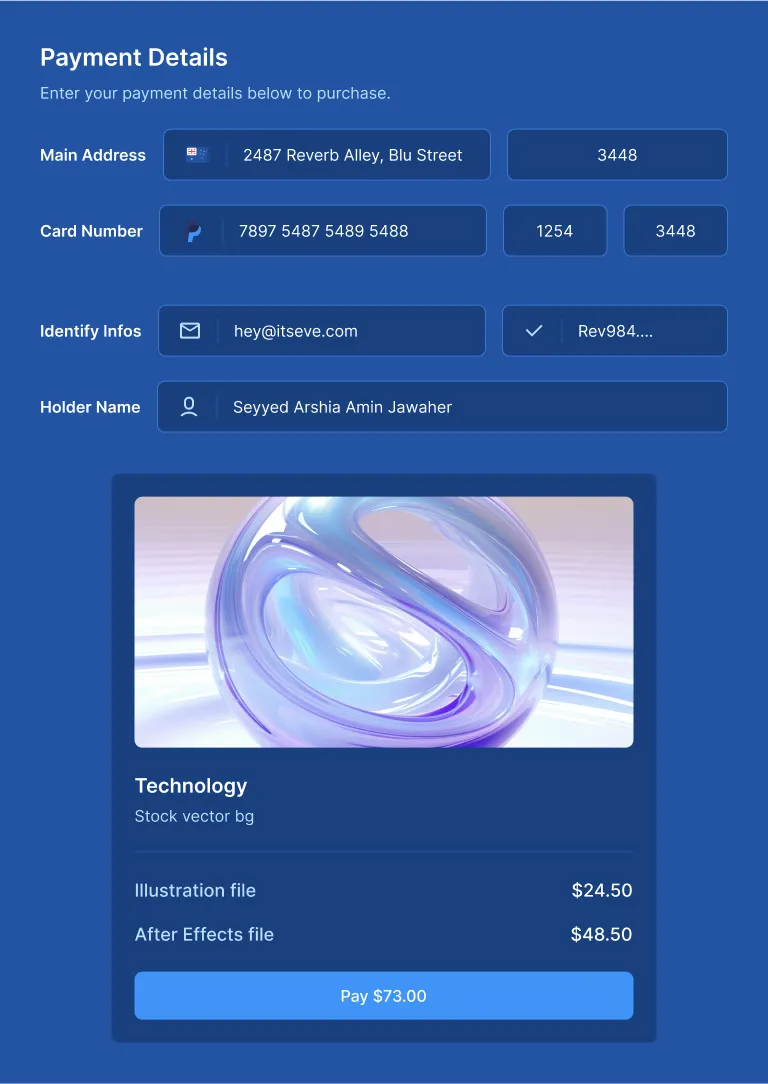 Payment Details
Enter your payment details below to purchase.
Main Address 2487 Reverb Alley, Blu Street 3448
Card Number 7897 5487 5489 5488 1254 3448
Identify Infos hey@itseve.com Rev984....
Holder Name Seyyed Arshia Amin Jawaher
Technology
Stock vector bg
Illustration file $24.50
After Effects file $48.50
Pay $73.00